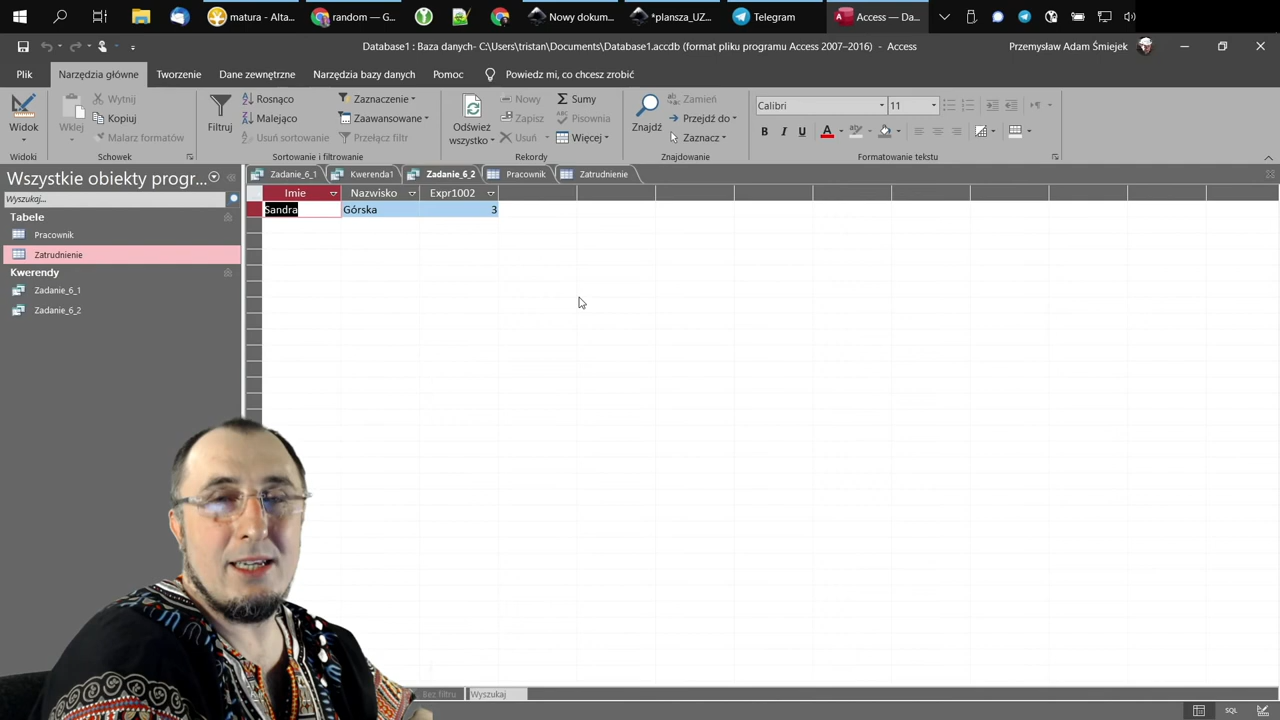 matura — Alta...
random — G...
Nowy dokum...
*plansza_UZ...
Telegram
Access — Da...
Database1 : Baza danych- C:\Users\tristan\Documents\Database1.accdb (format pliku programu Access 2007–2016) - Access
Przemysław Adam Śmiejek
Plik
Narzędzia główne
Tworzenie
Dane zewnętrzne
Narzędzia bazy danych
Pomoc
Powiedz mi, co chcesz zrobić
Widok
Widoki
Wklej
Wytnij
Kopiuj
Malarz formatów
Schowek
Filtruj
Rosnąco
Malejąco
Usuń sortowanie
Zaznaczenie
Zaawansowane
Przełącz filtr
Sortowanie i filtrowanie
Odśwież
wszystko
Nowy
Zapisz
Usuń
Sumy
Pisownia
Więcej
Rekordy
Znajdź
Zamień
Przejdź do
Zaznacz
Znajdowanie
Calibri
11
B I U
Formatowanie tekstu
Wszystkie obiekty progr...
Wyszukaj...
Tabele
Pracownik
Zatrudnienie
Kwerendy
Zadanie_6_1
Zadanie_6_2
Zadanie_6_1
Kwerenda1
Zadanie_6_2
Pracownik
Zatrudnienie
Imie
Nazwisko
Expr1002
Sandra
Górska
3
Bez filtru
Wyszukaj
SQL